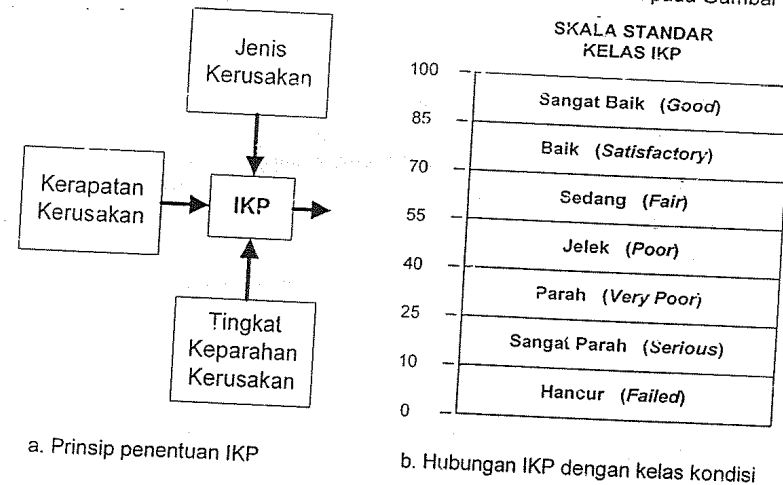 pada Gambar
Jenis
Kerusakan
Kerapatan
Kerusakan
IKP
Tingkat
Keparahan
Kerusakan
a. Prinsip penentuan IKP
SKALA STANDAR
KELAS IKP
100
Sangat Baik (Good)
85
Baik (Satisfactory)
70
Sedang (Fair)
55
Jelek (Poor)
40
Parah (Very Poor)
25
Sangat Parah (Serious)
10
Hancur (Failed)
0
b. Hubungan IKP dengan kelas kondisi